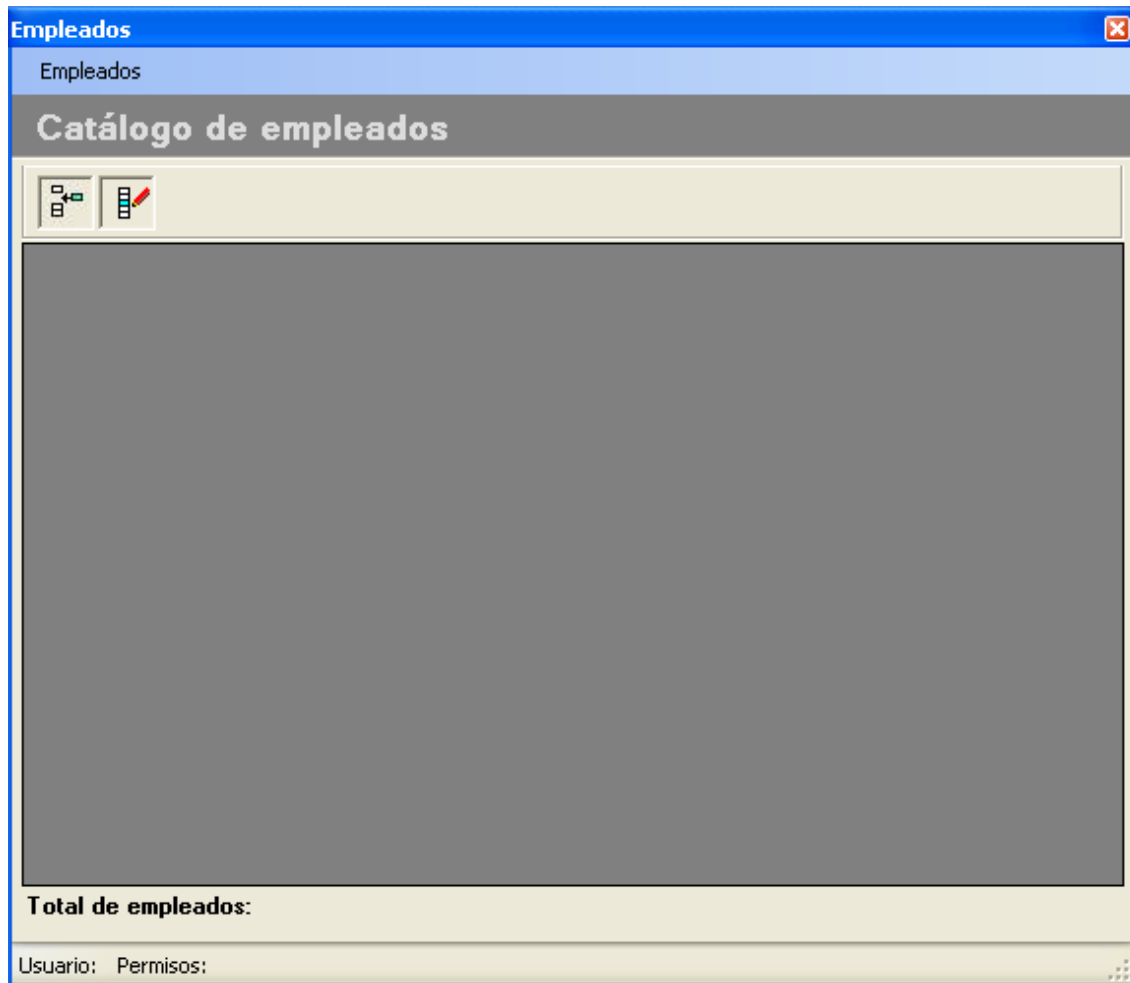 Empleados
Empleados
Catálogo de empleados
Total de empleados:
Usuario: Permisos: